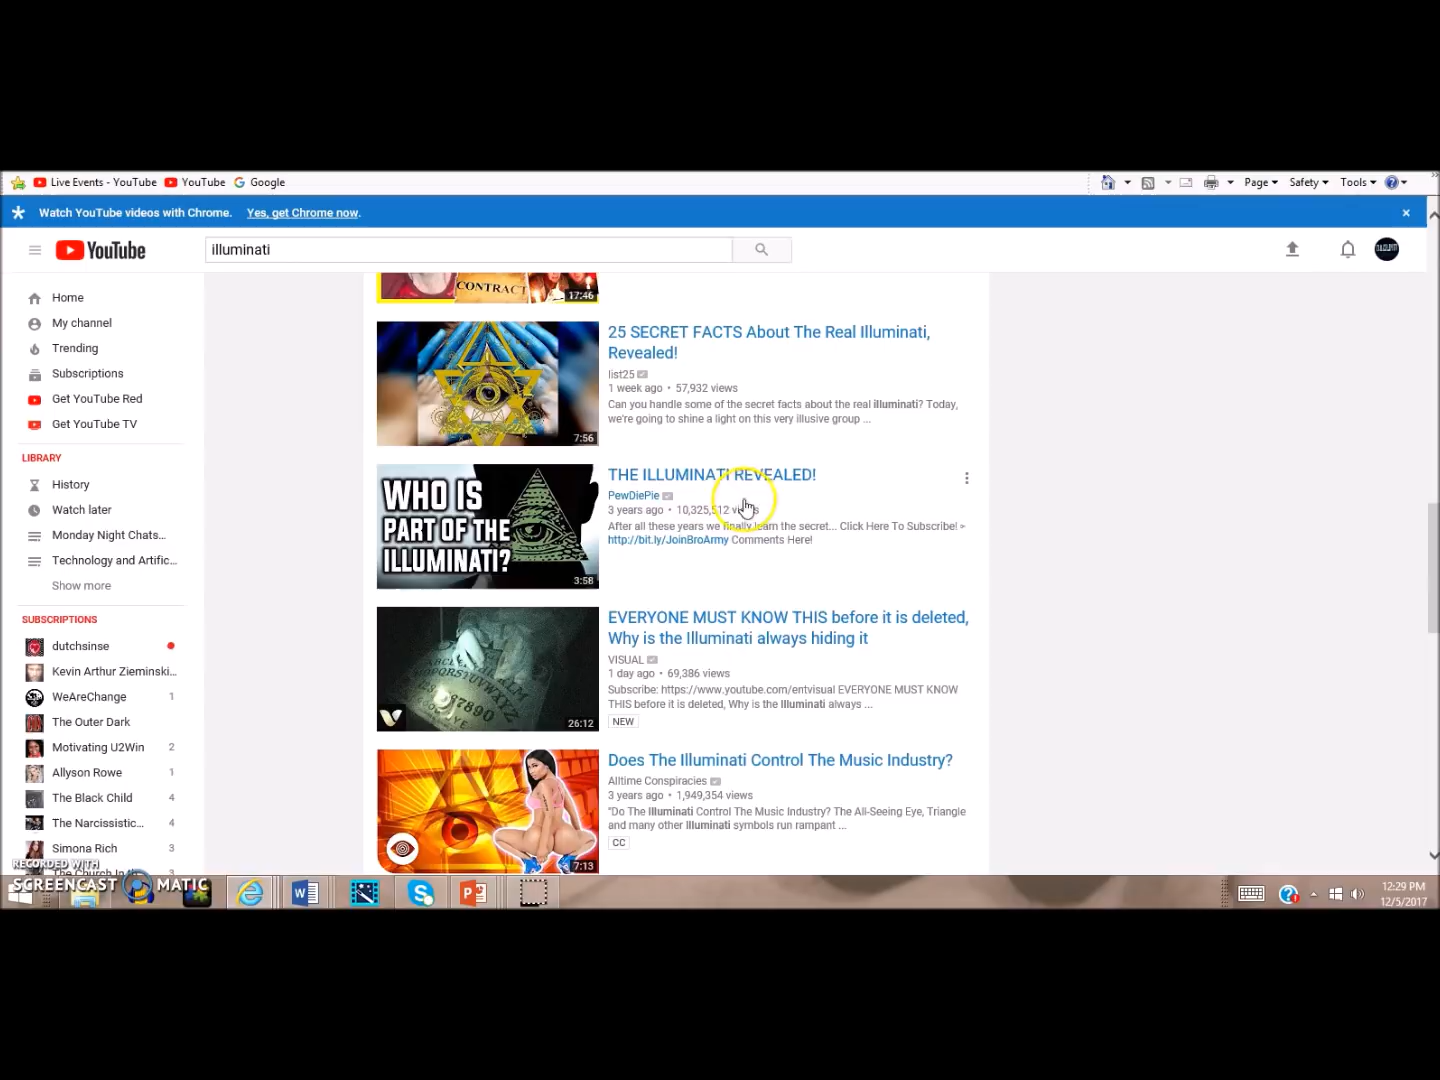 Live Events - YouTube YouTube Google Page Safety Tools
Watch YouTube videos with Chrome. Yes, get Chrome now.
YouTube illuminati
Home
My channel
Trending
Subscriptions
Get YouTube Red
Get YouTube TV
LIBRARY
History
Watch later
Monday Night Chats...
Technology and Artific...
Show more
SUBSCRIPTIONS
dutchsinse
Kevin Arthur Zieminski...
WeAreChange 1
The Outer Dark
Motivating U2Win 2
Allyson Rowe 1
The Black Child 4
The Narcissistic... 4
Simona Rich 3
CONTRACT
17:46
25 SECRET FACTS About The Real Illuminati,
Revealed!
list25
1 week ago • 57,932 views
Can you handle some of the secret facts about the real illuminati? Today,
we're going to shine a light on this very illusive group ...
7:56
THE ILLUMINATI REVEALED!
PewDiePie
3 years ago • 10,325,512 views
After all these years we finally learn the secret... Click Here To Subscribe! ►
http://bit.ly/JoinBroArmy Comments Here!
WHO IS
PART OF THE
ILLUMINATI?
3:58
EVERYONE MUST KNOW THIS before it is deleted,
Why is the Illuminati always hiding it
VISUAL
1 day ago • 69,386 views
Subscribe: https://www.youtube.com/entvisual EVERYONE MUST KNOW
THIS before it is deleted, Why is the Illuminati always ...
NEW
26:12
Does The Illuminati Control The Music Industry?
Alltime Conspiracies
3 years ago • 1,949,354 views
"Do The Illuminati Control The Music Industry? The All-Seeing Eye, Triangle
and many other Illuminati symbols run rampant ...
CC
7:13
RECORDED WITH
SCREENCAST MATIC
12:29 PM
12/5/2017